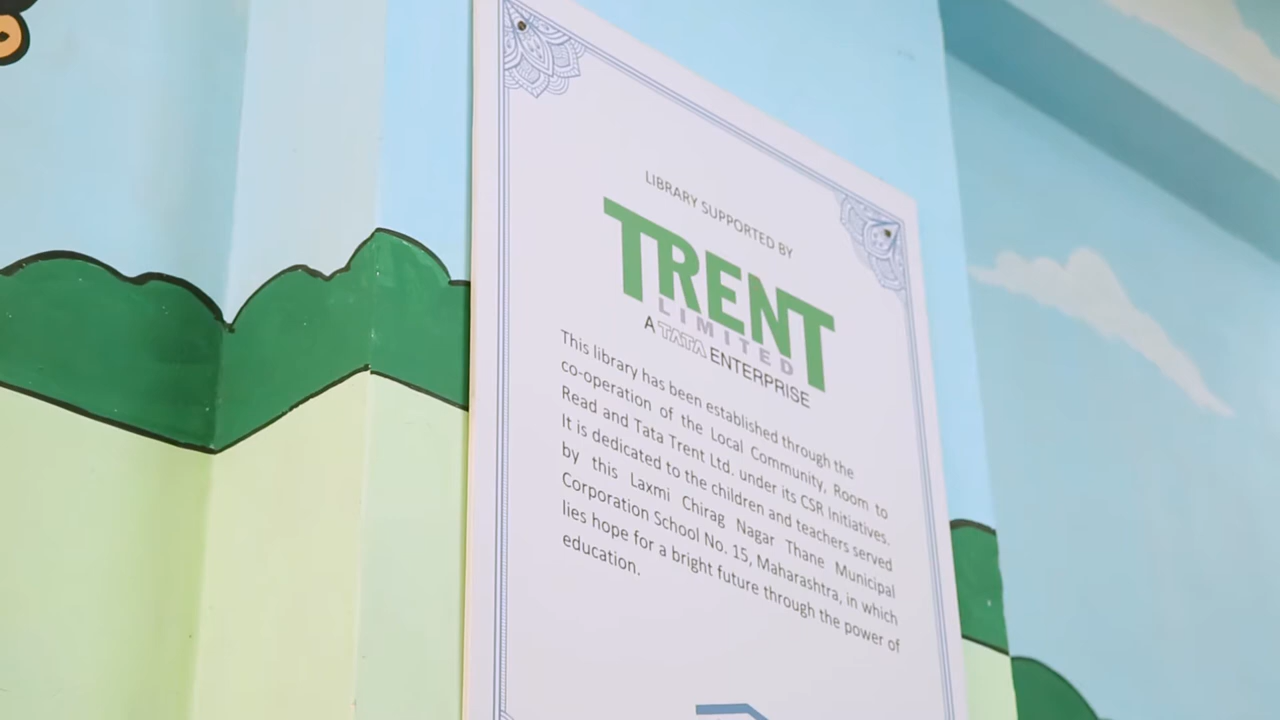 LIBRARY SUPPORTED BY
TRENT
LIMITED
A TATA ENTERPRISE
This library has been established through the
co-operation of the Local Community, Room to
Read and Tata Trent Ltd. under its CSR Initiatives.
It is dedicated to the children and teachers served
by this Laxmi Chirag Nagar Thane Municipal
Corporation School No. 15, Maharashtra, in which
lies hope for a bright future through the power of
education.